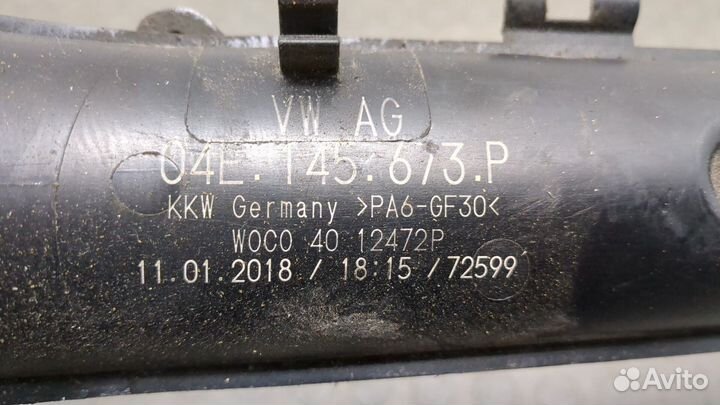 VW AG
04E.145.673.P
KKW Germany >PA6-GF30<
WOCO 40 12472P
11.01.2018 / 18:15 /72599
Avito